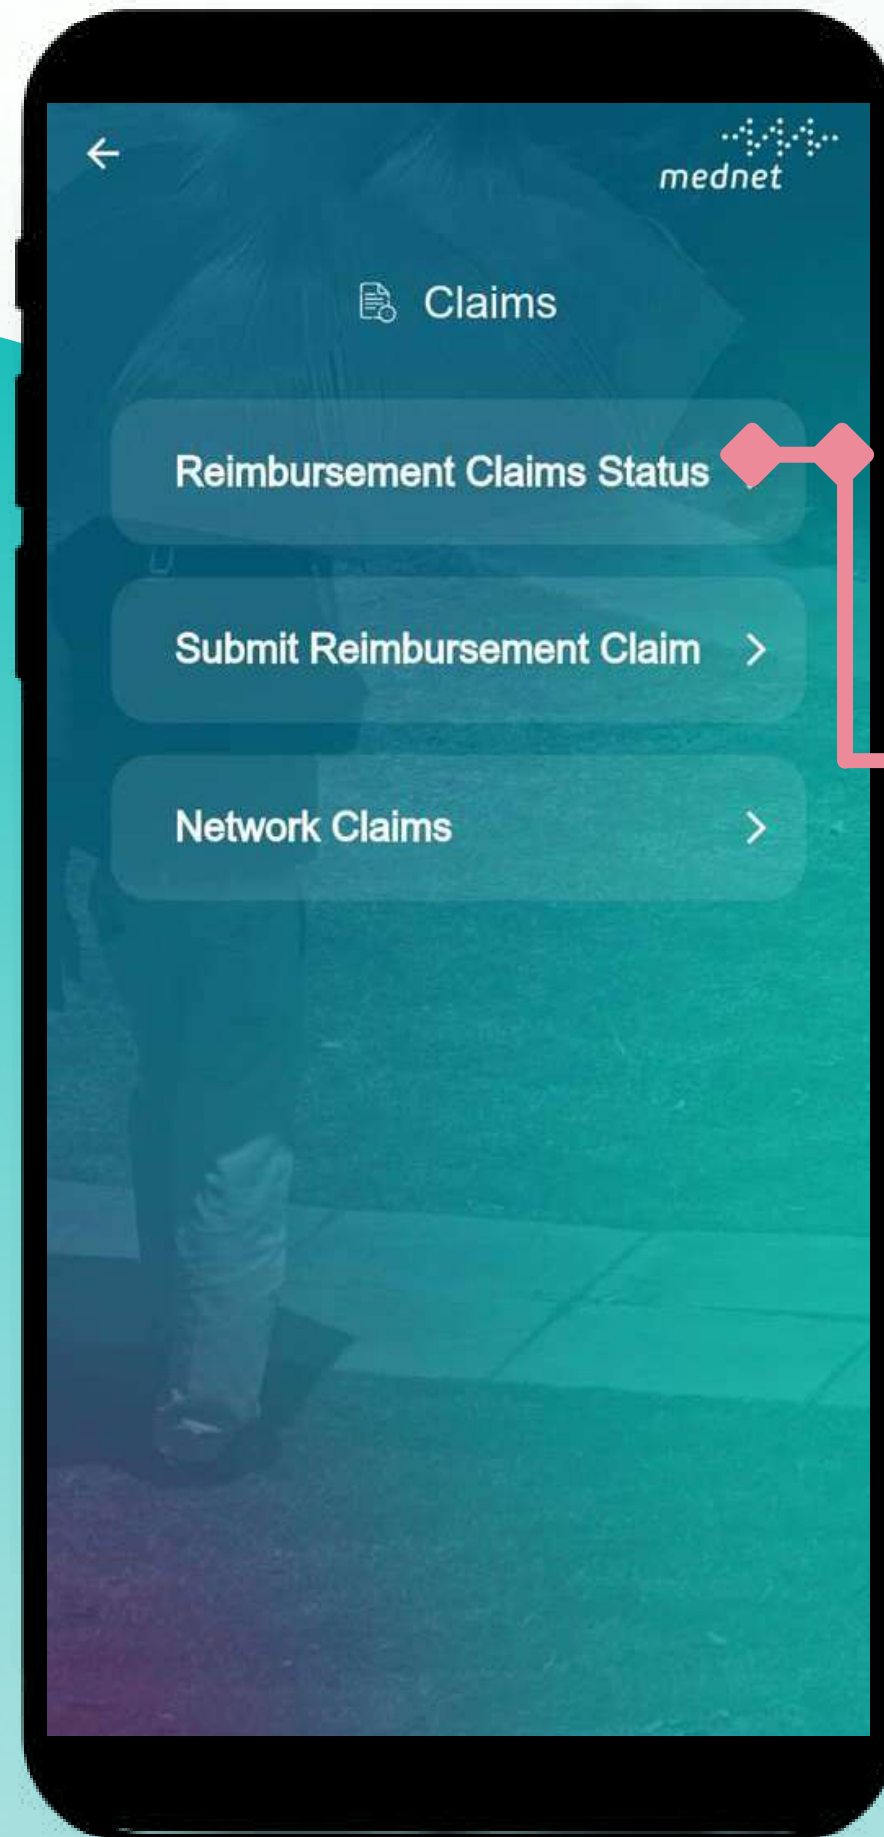 mednet
Claims
Reimbursement Claims Status
Submit Reimbursement Claim
Network Claims